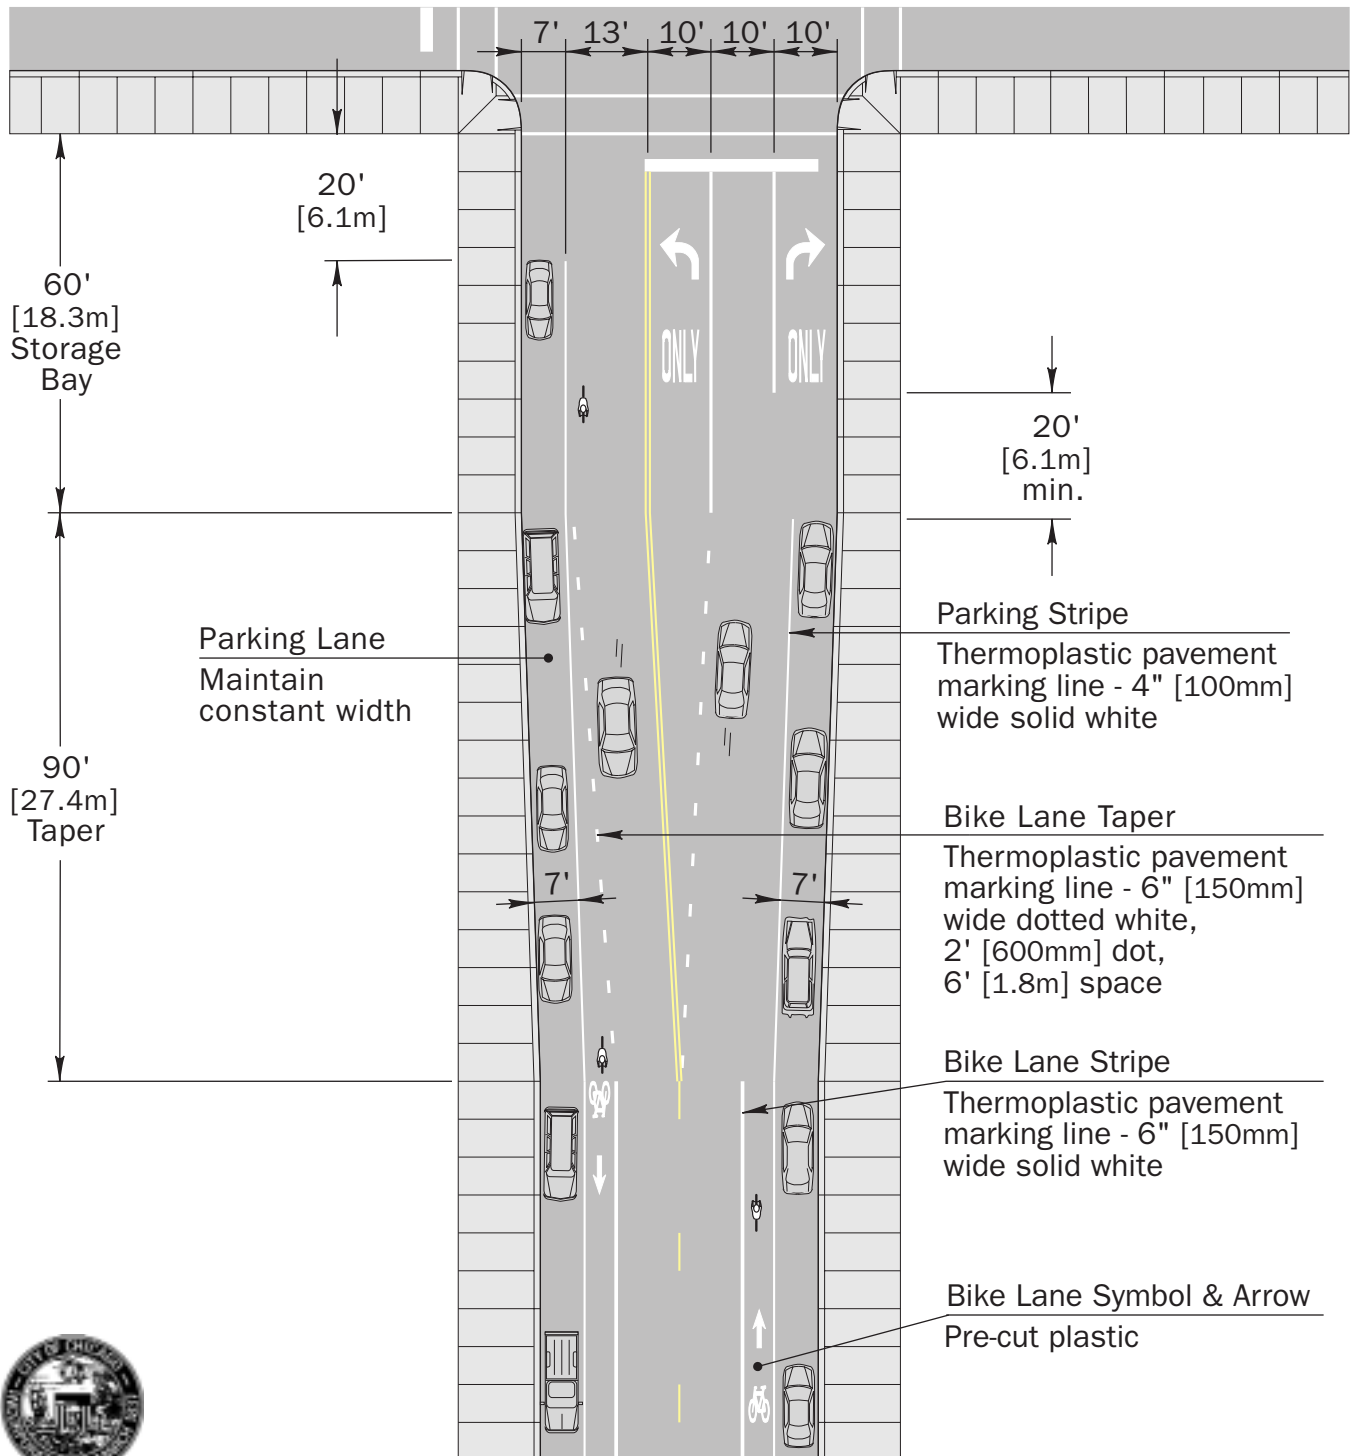 7' 13' 10' 10' 10'
20'
[6.1m]
60'
[18.3m]
Storage
Bay
ONLY ONLY
20'
[6.1m]
min.
Parking Lane
Maintain
constant width
Parking Stripe
Thermoplastic pavement
marking line - 4" [100mm]
wide solid white
90'
[27.4m]
Taper
Bike Lane Taper
Thermoplastic pavement
marking line - 6" [150mm]
wide dotted white,
2' [600mm] dot,
6' [1.8m] space
7' 7'
Bike Lane Stripe
Thermoplastic pavement
marking line - 6" [150mm]
wide solid white
Bike Lane Symbol & Arrow
Pre-cut plastic
CITY OF CHICAGO